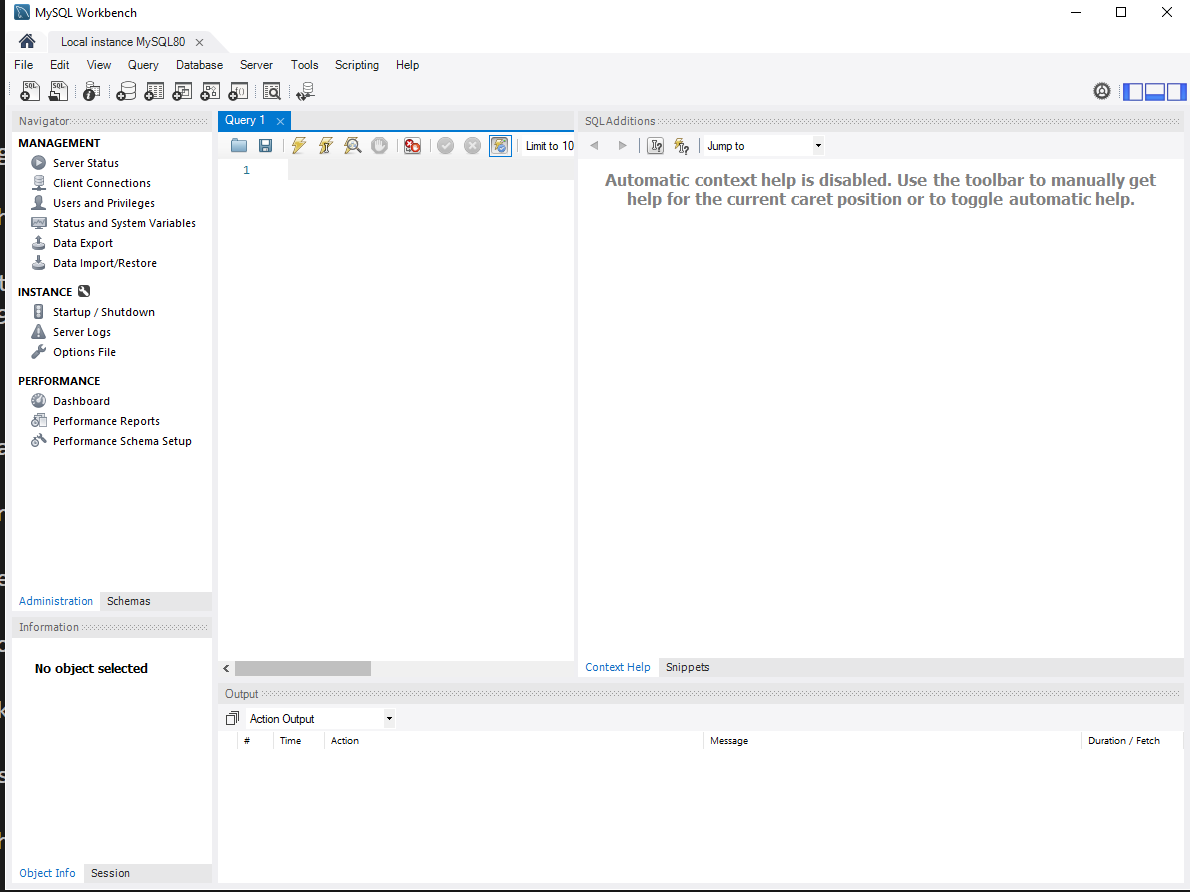 MySQL Workbench
Local instance MySQL80
File Edit View Query Database Server Tools Scripting Help
Navigator
MANAGEMENT
Server Status
Client Connections
Users and Privileges
Status and System Variables
Data Export
Data Import/Restore
INSTANCE
Startup / Shutdown
Server Logs
Options File
PERFORMANCE
Dashboard
Performance Reports
Performance Schema Setup
Administration Schemas
Information
No object selected
Object Info Session
Query 1
Limit to 10
1
SQLAdditions
Jump to
Automatic context help is disabled. Use the toolbar to manually get
help for the current caret position or to toggle automatic help.
Context Help Snippets
Output
Action Output
# Time Action Message Duration / Fetch